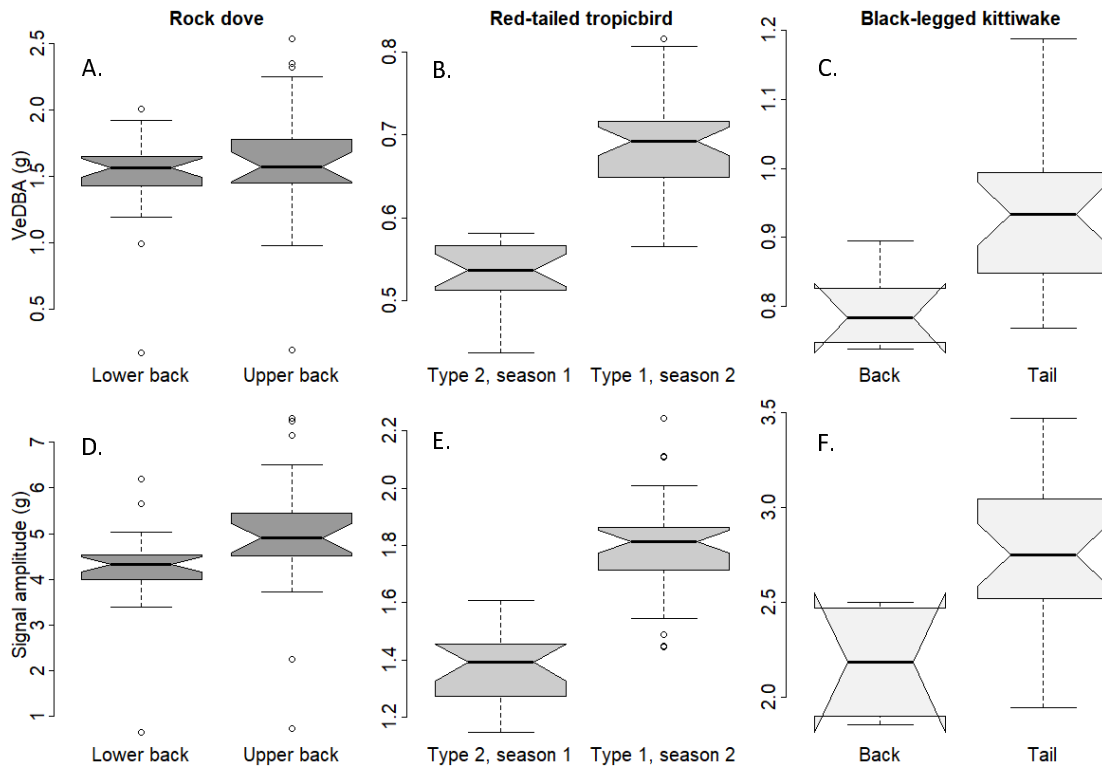 Rock dove
Red-tailed tropicbird
Black-legged kittiwake
VeDBA (g)
A.
2.5
2.0
1.5
1.0
0.5
Lower back
Upper back
B.
0.8
0.7
0.6
0.5
Type 2, season 1
Type 1, season 2
C.
1.2
1.1
1.0
0.9
0.8
Back
Tail
Signal amplitude (g)
D.
7
6
5
4
3
2
1
Lower back
Upper back
E.
2.2
2.0
1.8
1.6
1.4
1.2
Type 2, season 1
Type 1, season 2
F.
3.5
3.0
2.5
2.0
Back
Tail